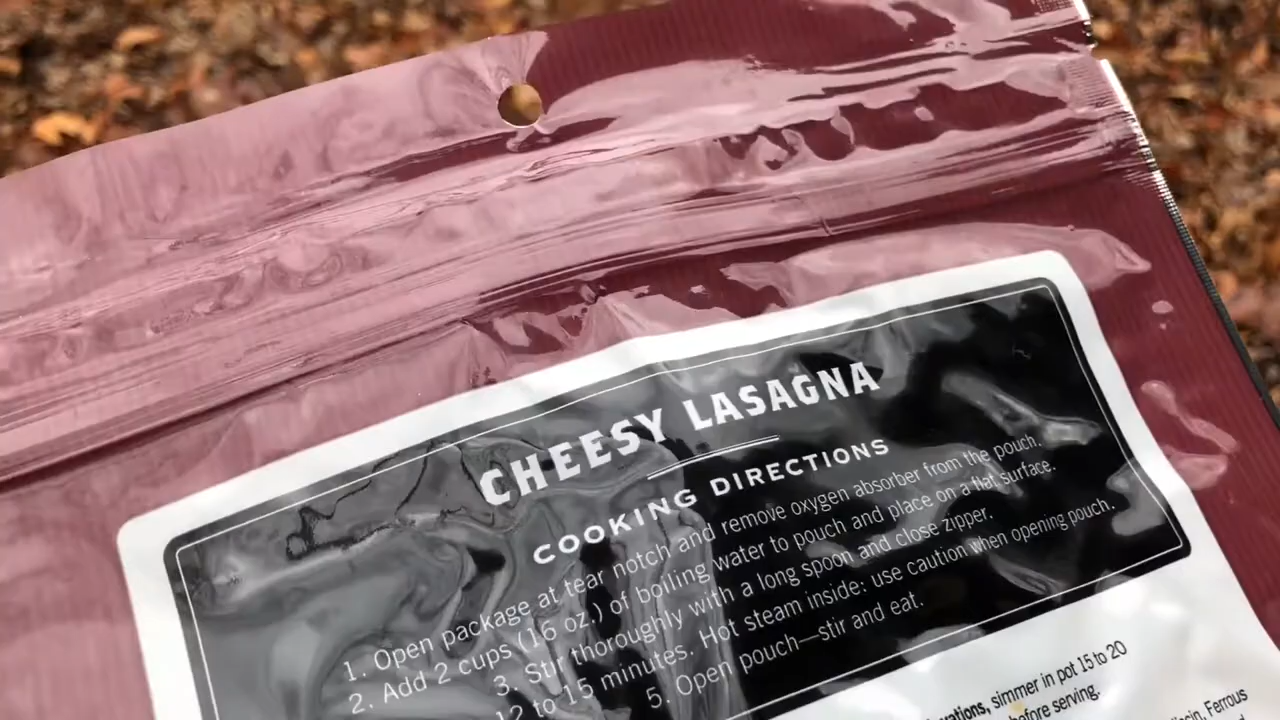 CHEESY LASAGNA
COOKING DIRECTIONS
1. Open package at tear notch and remove oxygen absorber from the pouch.
2. Add 2 cups (16 oz.) of boiling water to pouch and place on a flat surface.
3. Stir thoroughly with a long spoon and close zipper.
12 to 15 minutes. Hot steam inside: use caution when opening pouch.
5. Open pouch—stir and eat.
simmer in pot 15 to 20
before serving.
Ferrous